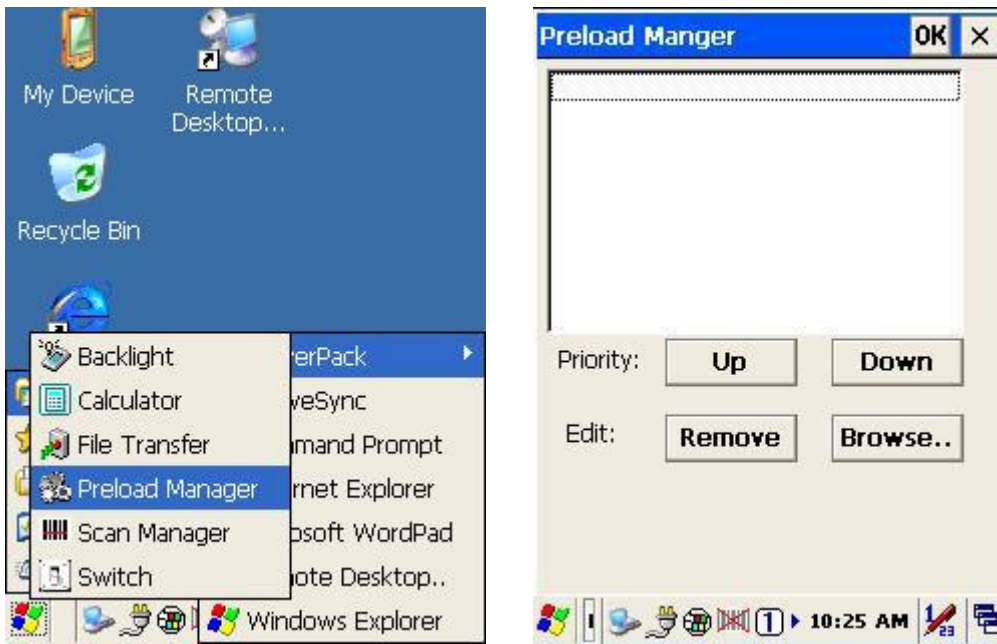 My Device
Remote
Desktop...
Recycle Bin
Backlight
Calculator
File Transfer
Preload Manager
Scan Manager
Switch
erPack
veSync
mand Prompt
rnet Explorer
osoft WordPad
ote Desktop..
Windows Explorer
Preload Manger
OK
Priority:
Up
Down
Edit:
Remove
Browse..
1
10:25 AM
23